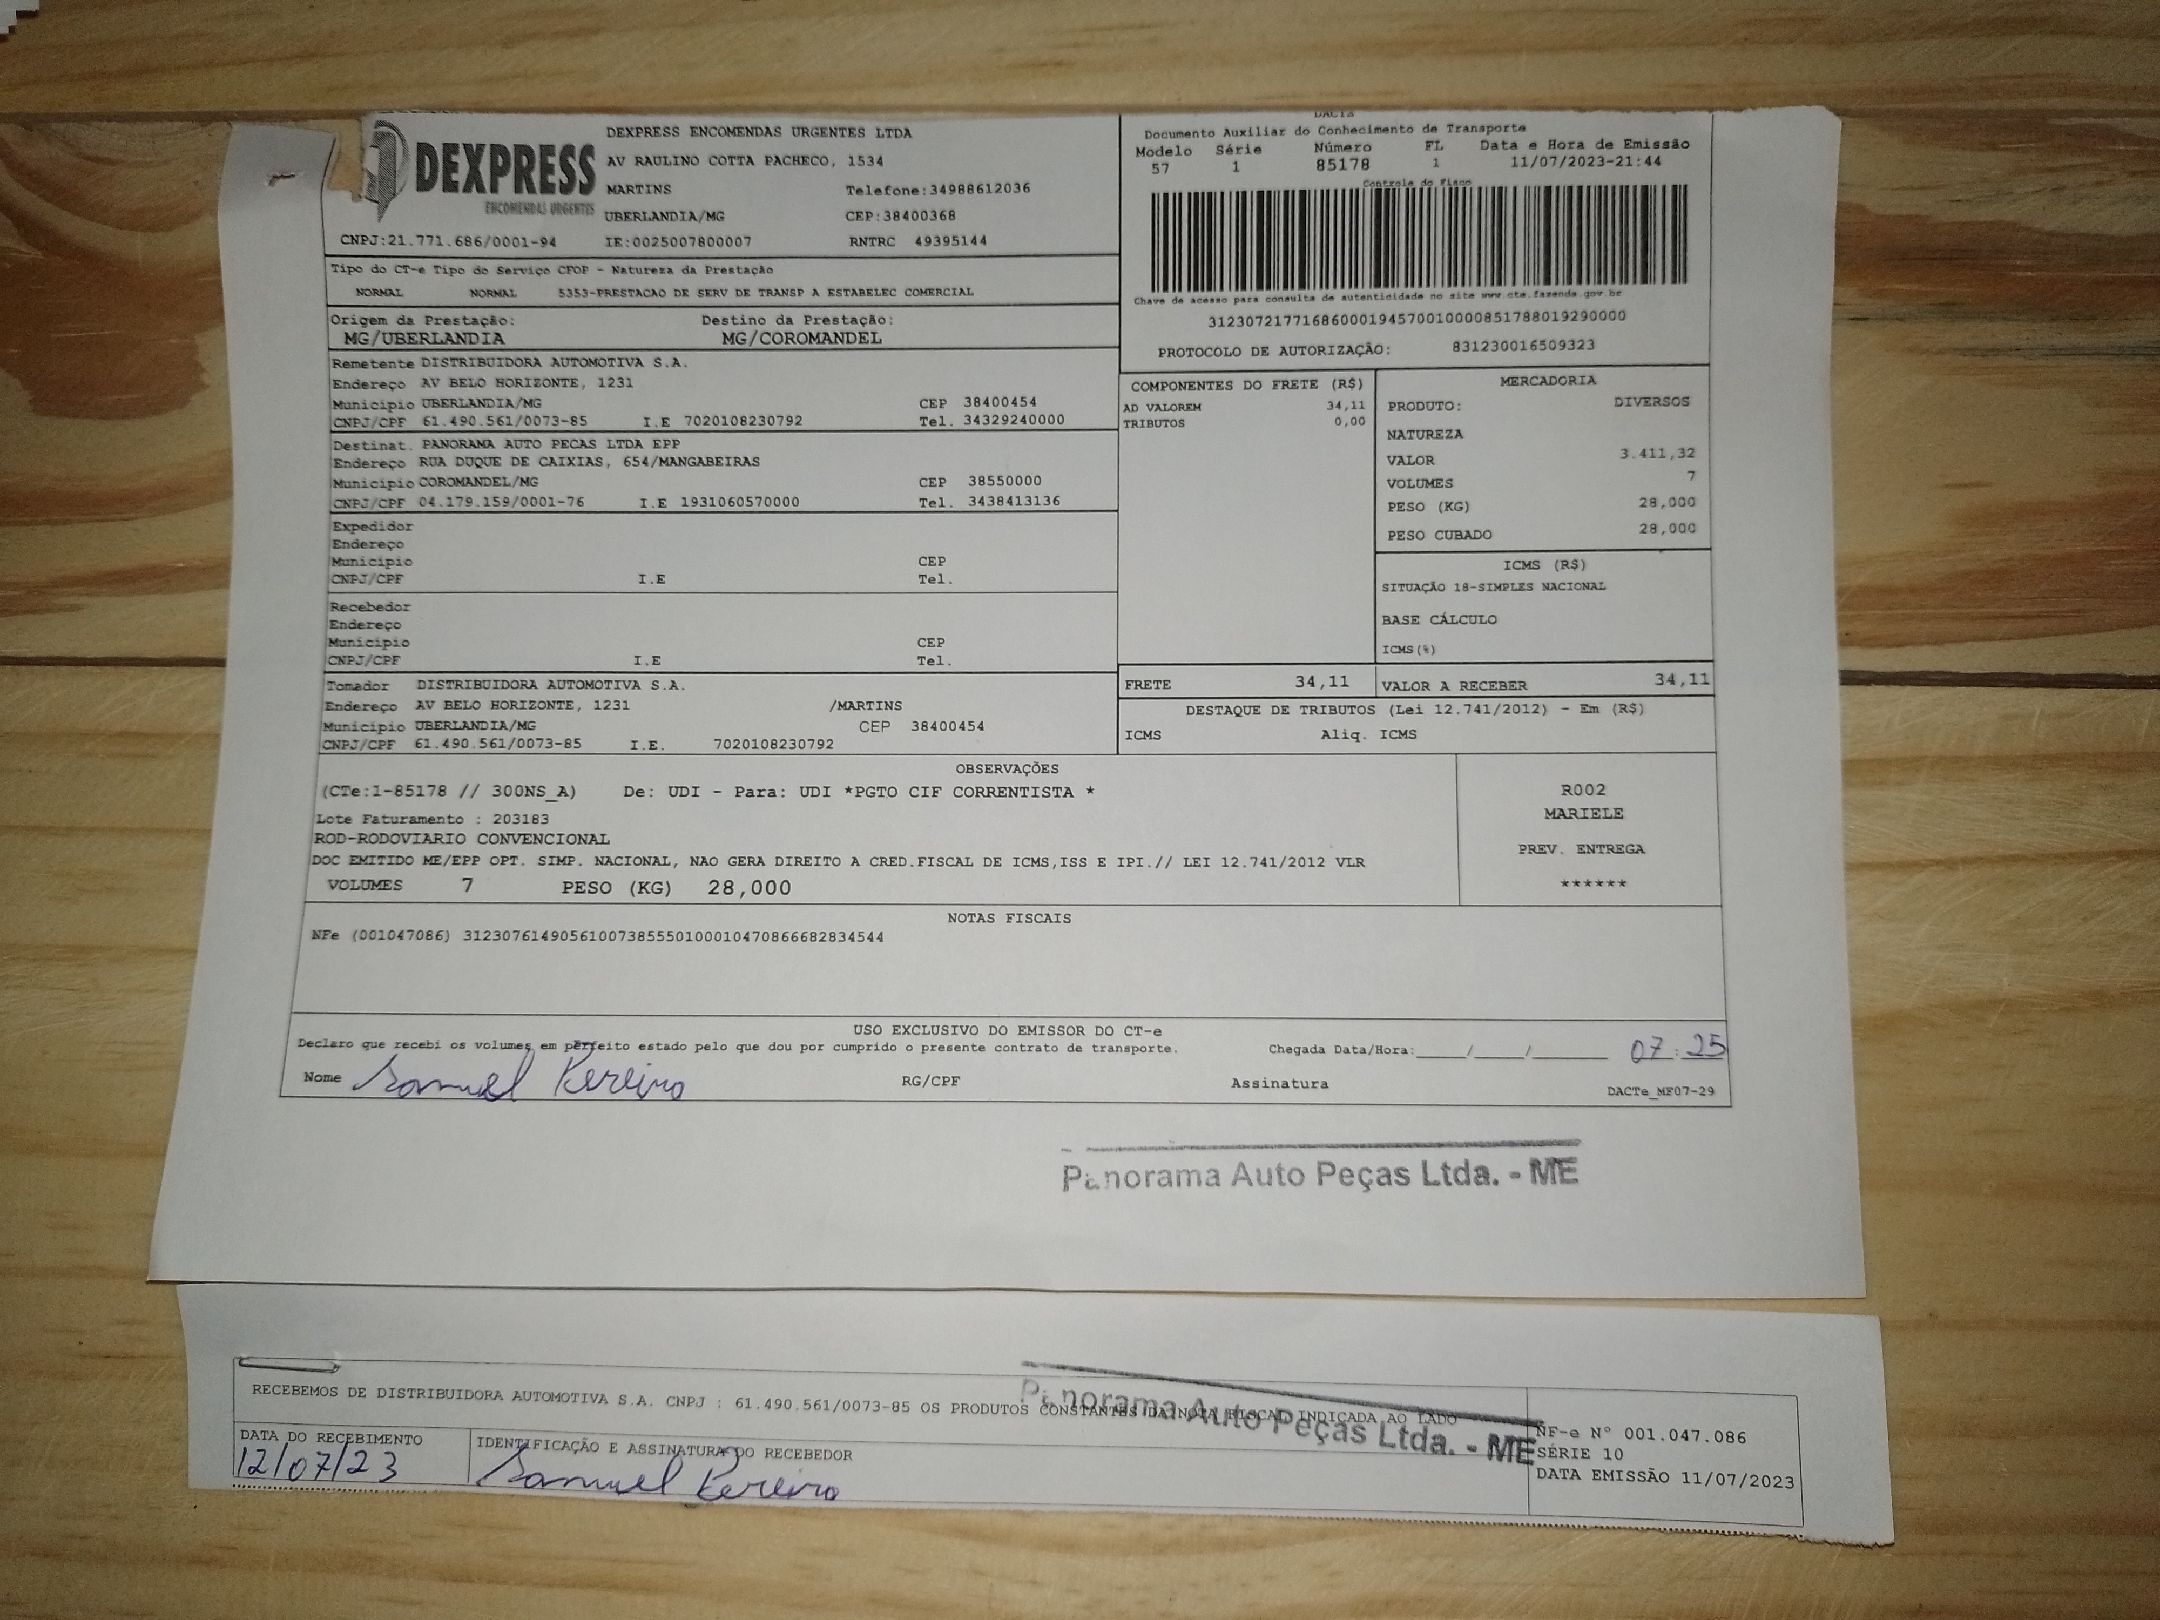 DEXPRESS
ENCOMENDAS URGENTES
DEXPRESS ENCOMENDAS URGENTES LTDA
AV RAULINO COTTA PACHECO, 1534
MARTINS Telefone:34988612036
UBERLANDIA/MG CEP:38400368
CNPJ:21.771.686/0001-94 IE:0025007800007 RNTRC 49395144
DACTE
Documento Auxiliar do Conhecimento de Transporte
Modelo Série Número FL Data e Hora de Emissão
57 1 85178 1 11/07/2023-21:44
Controle do Fisco
Chave de acesso para consulta de autenticidade no site www.cte.fazenda.gov.br
31230721771686000194570010000851788019290000
PROTOCOLO DE AUTORIZAÇÃO: 831230016509323
Tipo do CT-e Tipo do Serviço CFOP - Natureza da Prestação
NORMAL NORMAL 5353-PRESTACAO DE SERV DE TRANSP A ESTABELEC COMERCIAL
Origem da Prestação: Destino da Prestação:
MG/UBERLANDIA MG/COROMANDEL
Remetente DISTRIBUIDORA AUTOMOTIVA S.A.
Endereço AV BELO HORIZONTE, 1231
Municipio UBERLANDIA/MG CEP 38400454
CNPJ/CPF 61.490.561/0073-85 I.E 7020108230792 Tel. 34329240000
Destinat. PANORAMA AUTO PECAS LTDA EPP
Endereço RUA DUQUE DE CAIXIAS, 654/MANGABEIRAS
Municipio COROMANDEL/MG CEP 38550000
CNPJ/CPF 04.179.159/0001-76 I.E 1931060570000 Tel. 3438413136
Expedidor
Endereço
Municipio CEP
CNPJ/CPF I.E Tel.
Recebedor
Endereço
Municipio CEP
CNPJ/CPF I.E Tel.
Tomador DISTRIBUIDORA AUTOMOTIVA S.A.
Endereço AV BELO HORIZONTE, 1231 /MARTINS
Municipio UBERLANDIA/MG CEP 38400454
CNPJ/CPF 61.490.561/0073-85 I.E. 7020108230792
COMPONENTES DO FRETE (R$)
AD VALOREM 34,11
TRIBUTOS 0,00
MERCADORIA
PRODUTO: DIVERSOS
NATUREZA
VALOR 3.411,32
VOLUMES 7
PESO (KG) 28,000
PESO CUBADO 28,000
ICMS (R$)
SITUAÇÃO 18-SIMPLES NACIONAL
BASE CÁLCULO
ICMS(%)
FRETE 34,11 VALOR A RECEBER 34,11
DESTAQUE DE TRIBUTOS (Lei 12.741/2012) - Em (R$)
ICMS Aliq. ICMS
OBSERVAÇÕES
(CTe:1-85178 // 300NS_A) De: UDI - Para: UDI *PGTO CIF CORRENTISTA *
Lote Faturamento : 203183
ROD-RODOVIARIO CONVENCIONAL
DOC EMITIDO ME/EPP OPT. SIMP. NACIONAL, NAO GERA DIREITO A CRED.FISCAL DE ICMS,ISS E IPI.// LEI 12.741/2012 VLR
VOLUMES 7 PESO (KG) 28,000
R002
MARIELE
PREV. ENTREGA
******
NOTAS FISCAIS
NFe (001047086) 31230761490561007385550100010470866682834544
USO EXCLUSIVO DO EMISSOR DO CT-e
Declaro que recebi os volumes em perfeito estado pelo que dou por cumprido o presente contrato de transporte. Chegada Data/Hora:____/____/______ 07:25
Nome Samuel Pereira RG/CPF Assinatura
DACTe_MF07-29
Panorama Auto Peças Ltda. - ME
RECEBEMOS DE DISTRIBUIDORA AUTOMOTIVA S.A. CNPJ : 61.490.561/0073-85 OS PRODUTOS CONSTANTES DA NOTA FISCAL INDICADA AO LADO
Panorama Auto Peças Ltda. - ME
DATA DO RECEBIMENTO IDENTIFICAÇÃO E ASSINATURA DO RECEBEDOR
12/07/23 Samuel Pereira
NF-e N° 001.047.086
SÉRIE 10
DATA EMISSÃO 11/07/2023